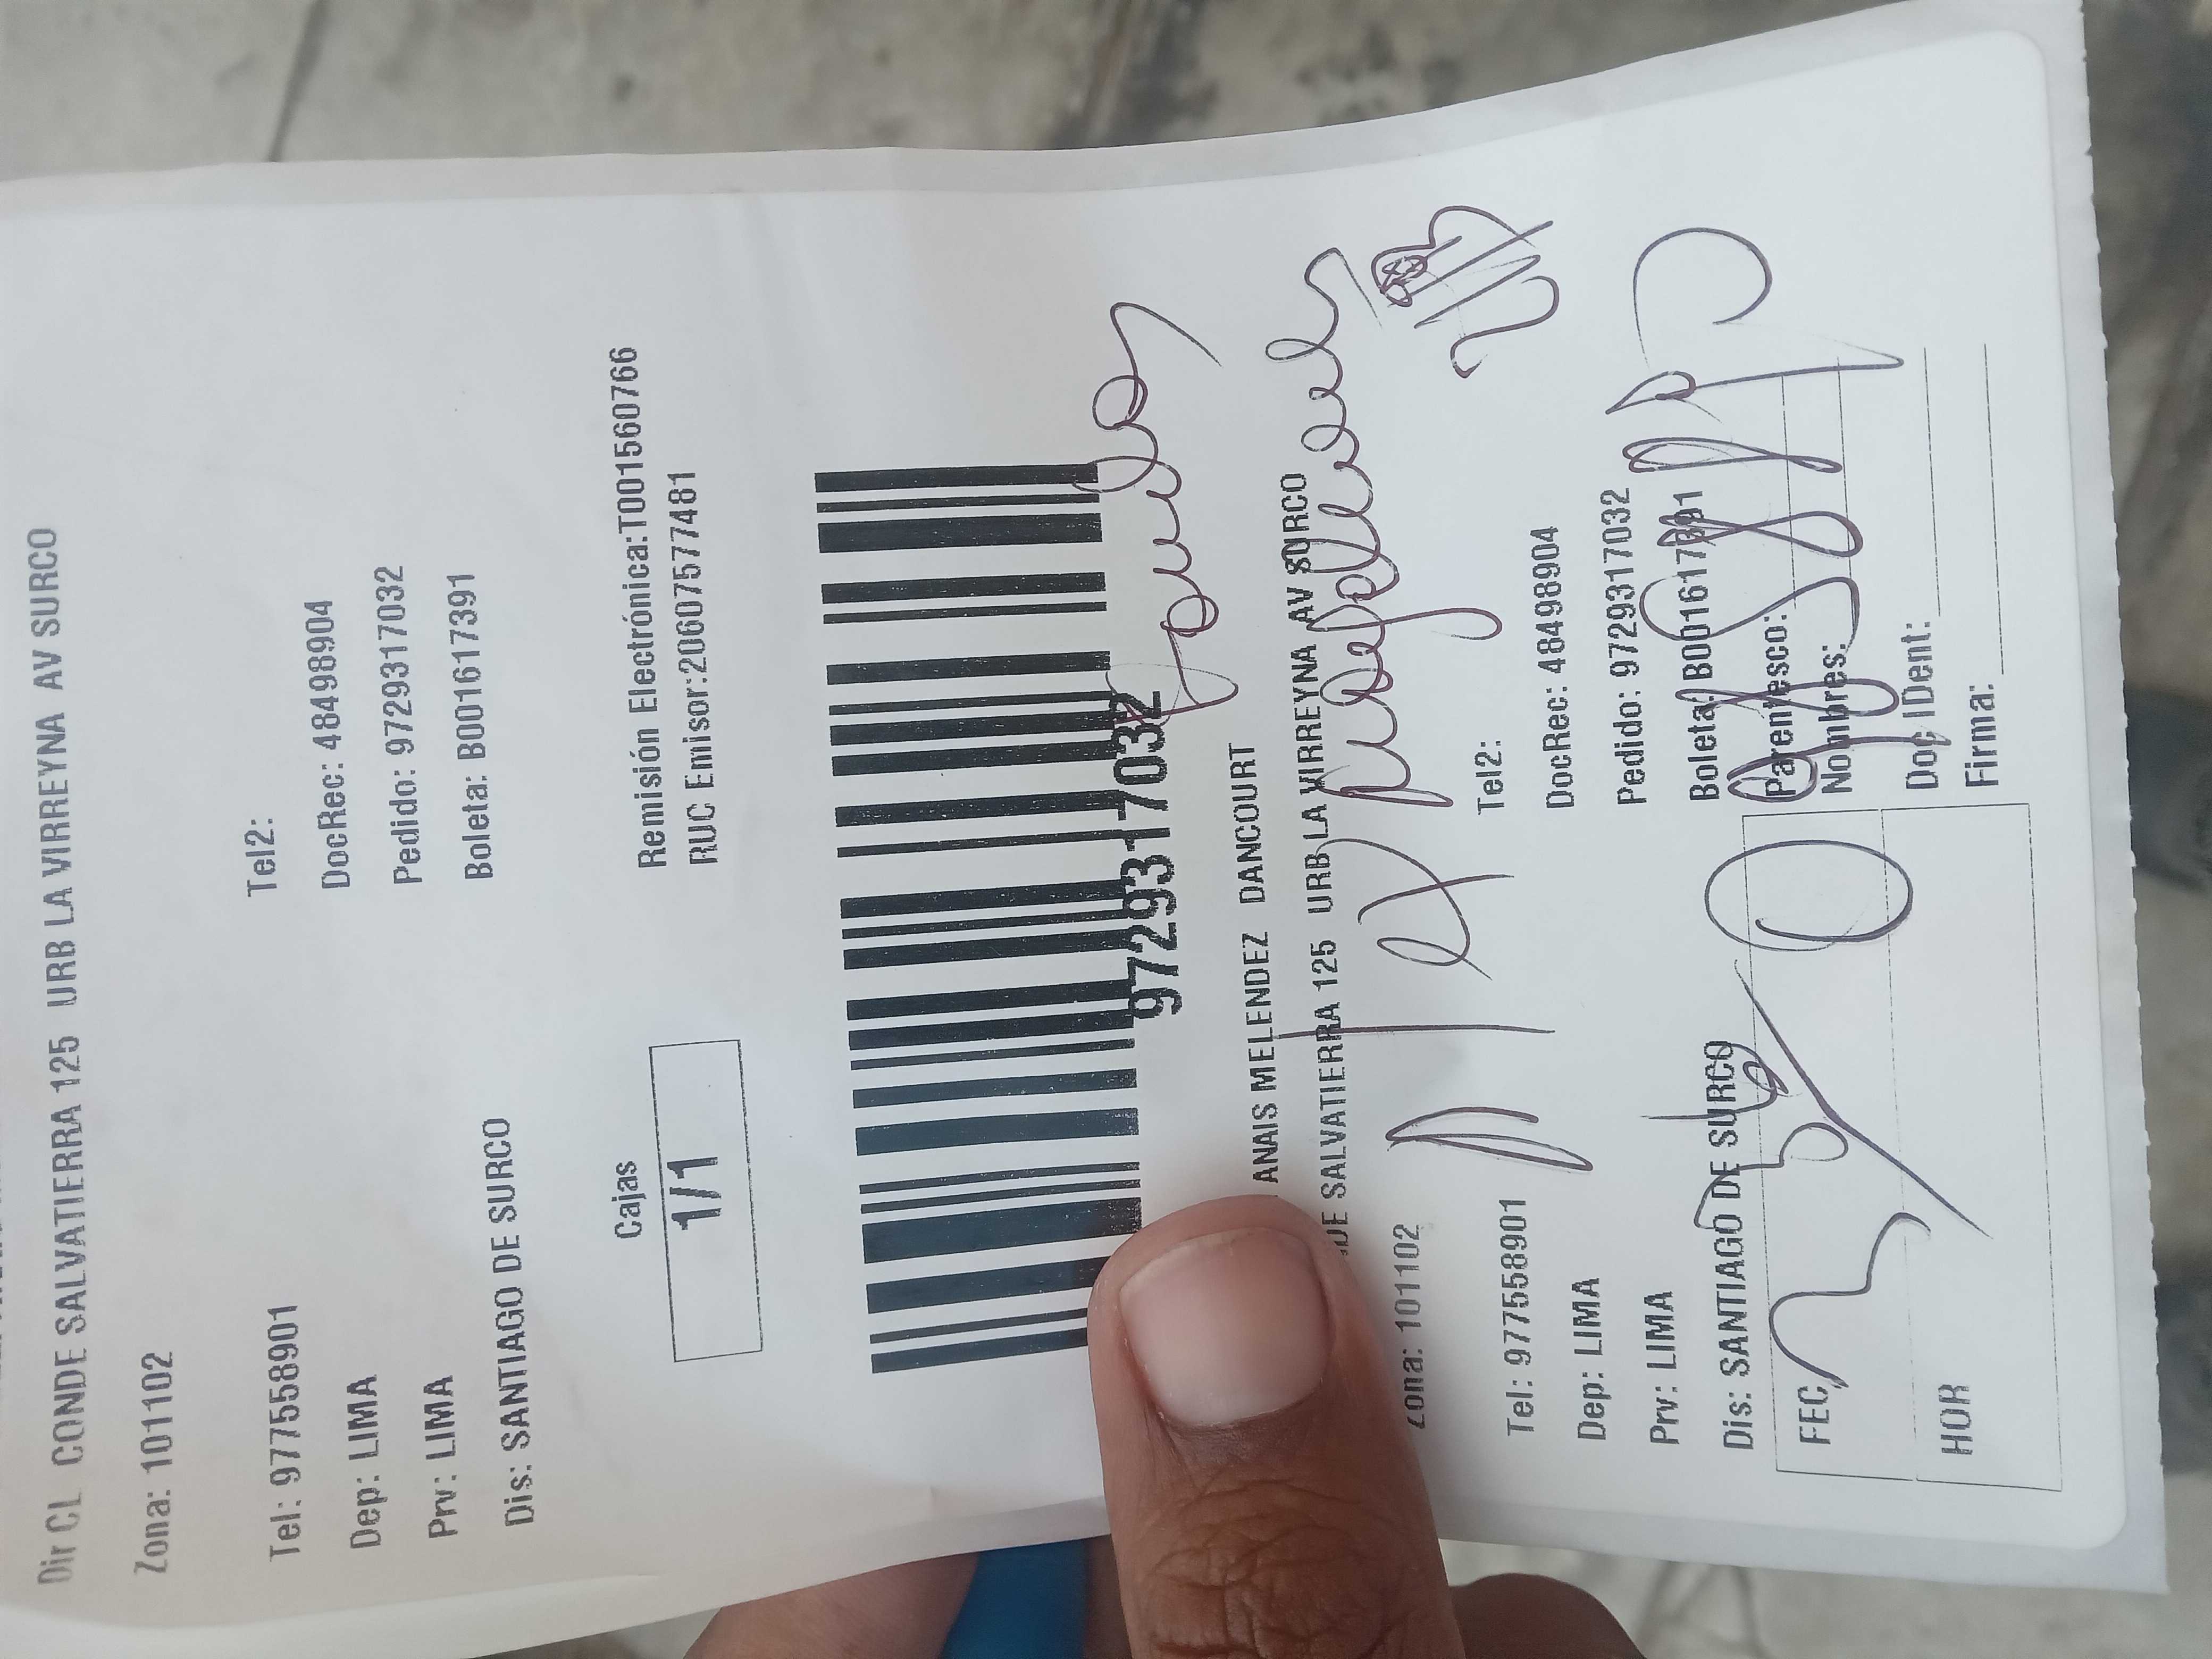 Dir CL CONDE SALVATIERRA 125 URB LA VIRREYNA AV SURCO
Zona: 101102
Tel: 977558901 Tel2:
Dep: LIMA DocRec: 48498904
Prv: LIMA Pedido: 97293170​32
Dis: SANTIAGO DE SURCO Boleta: B001617391
Cajas Remisión Electrónica:T001560766
1/1 RUC Emisor:20607577481
9729317032
ANAIS MELENDEZ DANCOURT
DE SALVATIERRA 125 URB LA VIRREYNA AV SURCO
Zona: 101102
Tel: 977558901 Tel2:
Dep: LIMA DocRec: 48498904
Prv: LIMA Pedido: 9729317032
Dis: SANTIAGO DE SURCO Boleta: B001617391
FEC Parentesco:
Nombres:
HOR Doc IDent:
Firma: